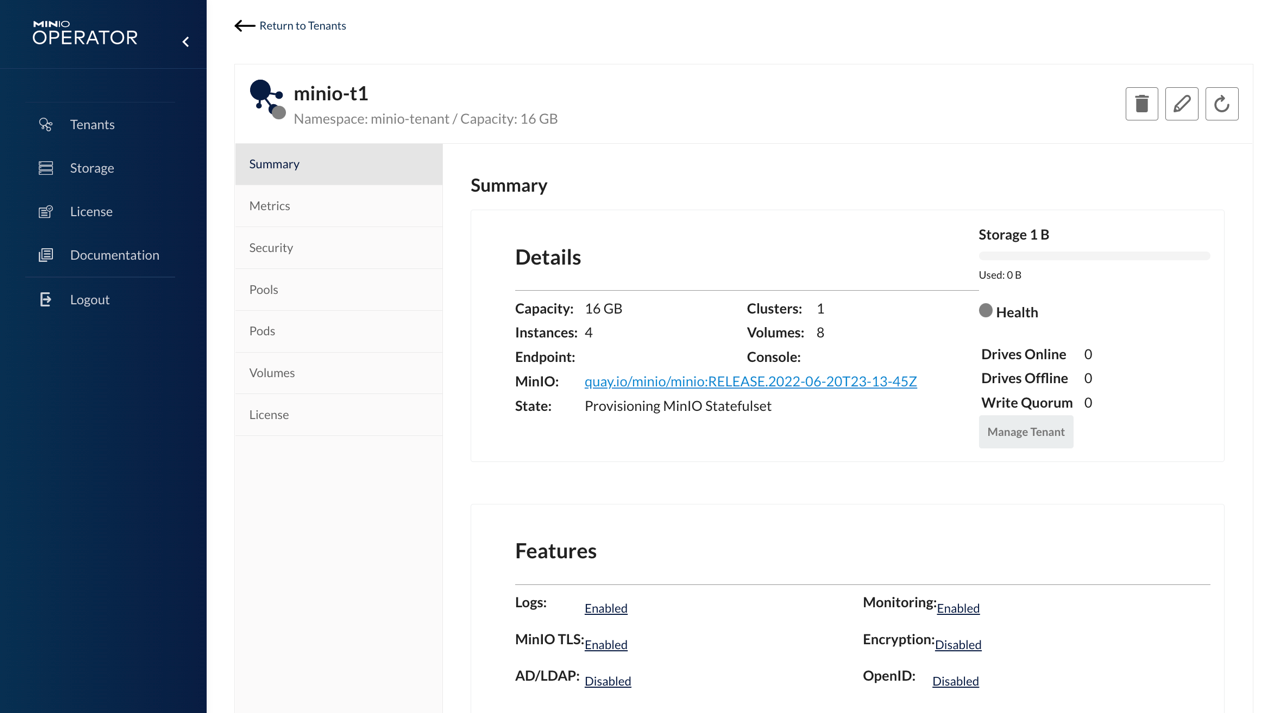 MINIO
OPERATOR
Return to Tenants
minio-t1
Namespace: minio-tenant / Capacity: 16 GB
Tenants
Storage
License
Documentation
Logout
Summary
Metrics
Security
Pools
Pods
Volumes
License
Summary
Details
Capacity: 16 GB Clusters: 1
Instances: 4 Volumes: 8
Endpoint: Console:
MinIO: quay.io/minio/minio:RELEASE.2022-06-20T23-13-45Z
State: Provisioning MinIO Statefulset
Storage 1 B
Used: 0 B
Health
Drives Online 0
Drives Offline 0
Write Quorum 0
Manage Tenant
Features
Logs: Enabled Monitoring: Enabled
MinIO TLS: Enabled Encryption: Disabled
AD/LDAP: Disabled OpenID: Disabled